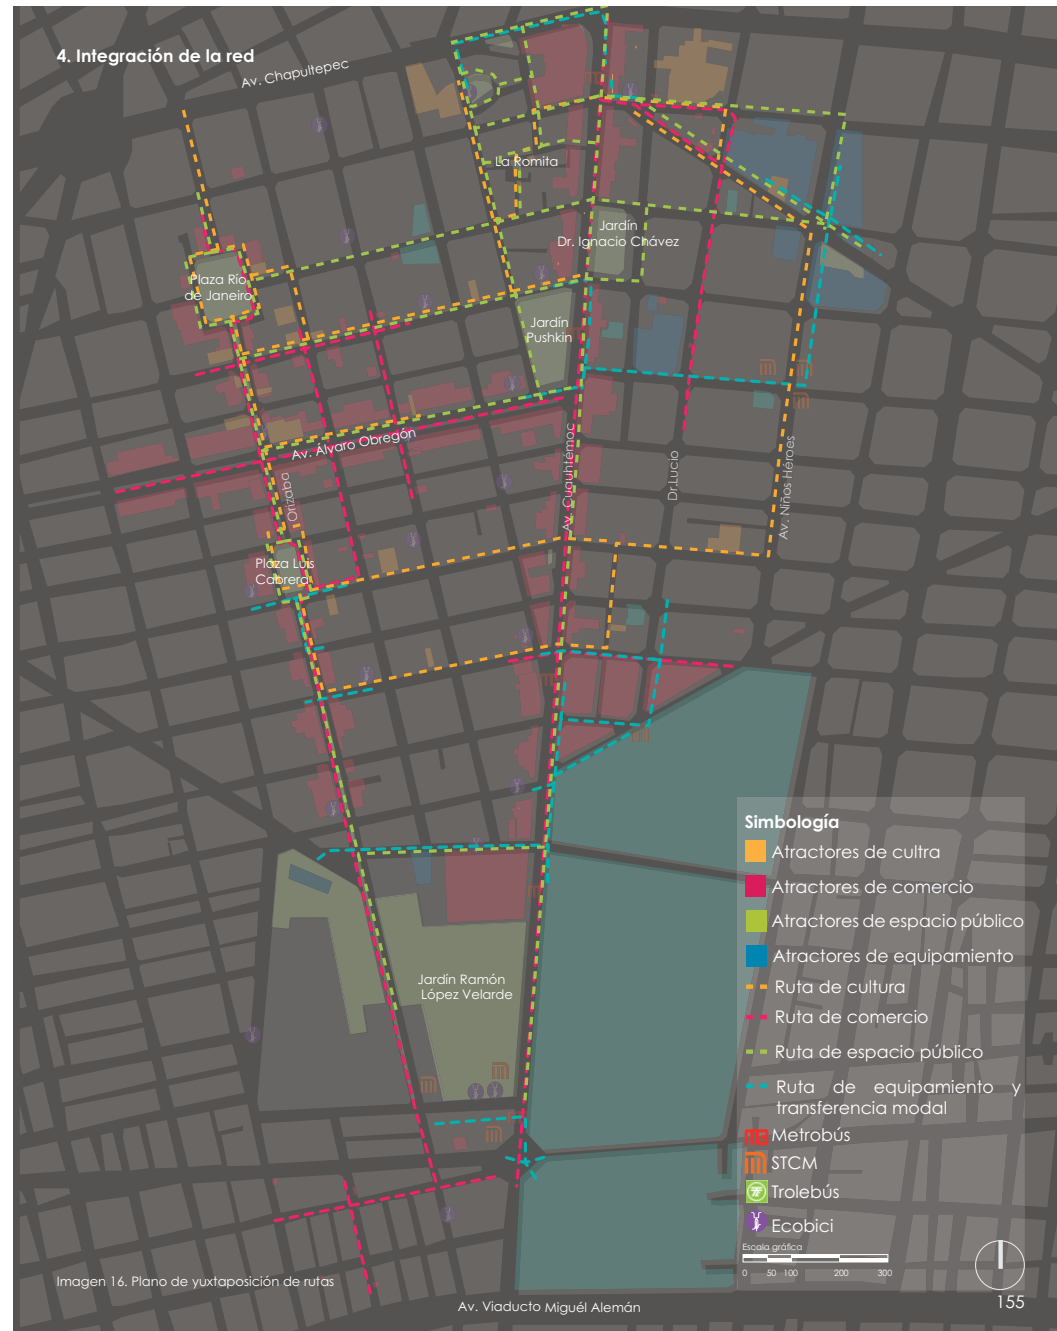 4. Integración de la red
Av. Chapultepec
La Romita
Jardín
Dr. Ignacio Chávez
Plaza Río
de Janeiro
Jardín
Pushkin
Av. Álvaro Obregón
Orizaba
Av. Cuauhtémoc
Dr.Lucio
Av. Niños Héroes
Plaza Luis
Cabrera
Jardín Ramón
López Velarde
Simbología
Atractores de cultra
Atractores de comercio
Atractores de espacio público
Atractores de equipamiento
Ruta de cultura
Ruta de comercio
Ruta de espacio público
Ruta de equipamiento y
transferencia modal
Metrobús
STCM
Trolebús
Ecobici
Escala gráfica
0 50 100 200 300
Imagen 16. Plano de yuxtaposición de rutas
Av. Viaducto Miguél Alemán
155